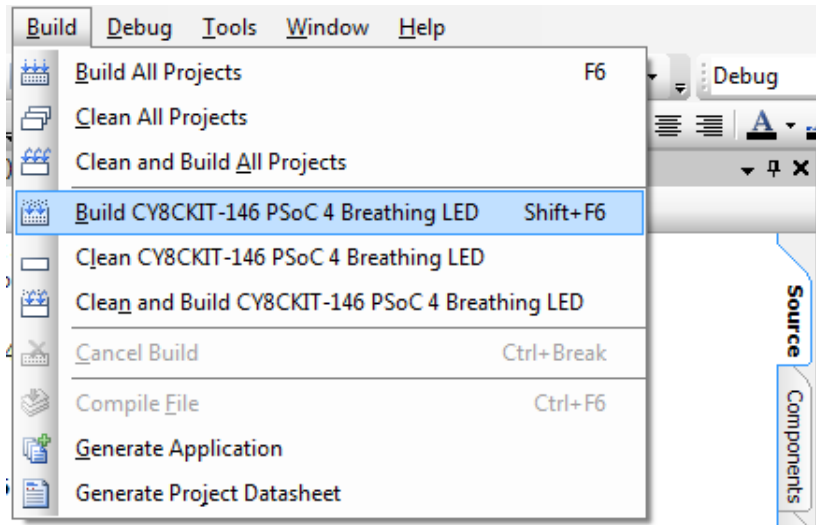 Build Debug Tools Window Help
Build All Projects F6
Debug
Clean All Projects
A
Clean and Build All Projects
Build CY8CKIT-146 PSoC 4 Breathing LED Shift+F6
Clean CY8CKIT-146 PSoC 4 Breathing LED
Clean and Build CY8CKIT-146 PSoC 4 Breathing LED
Cancel Build Ctrl+Break
Compile File Ctrl+F6
Generate Application
Generate Project Datasheet
Source
Components